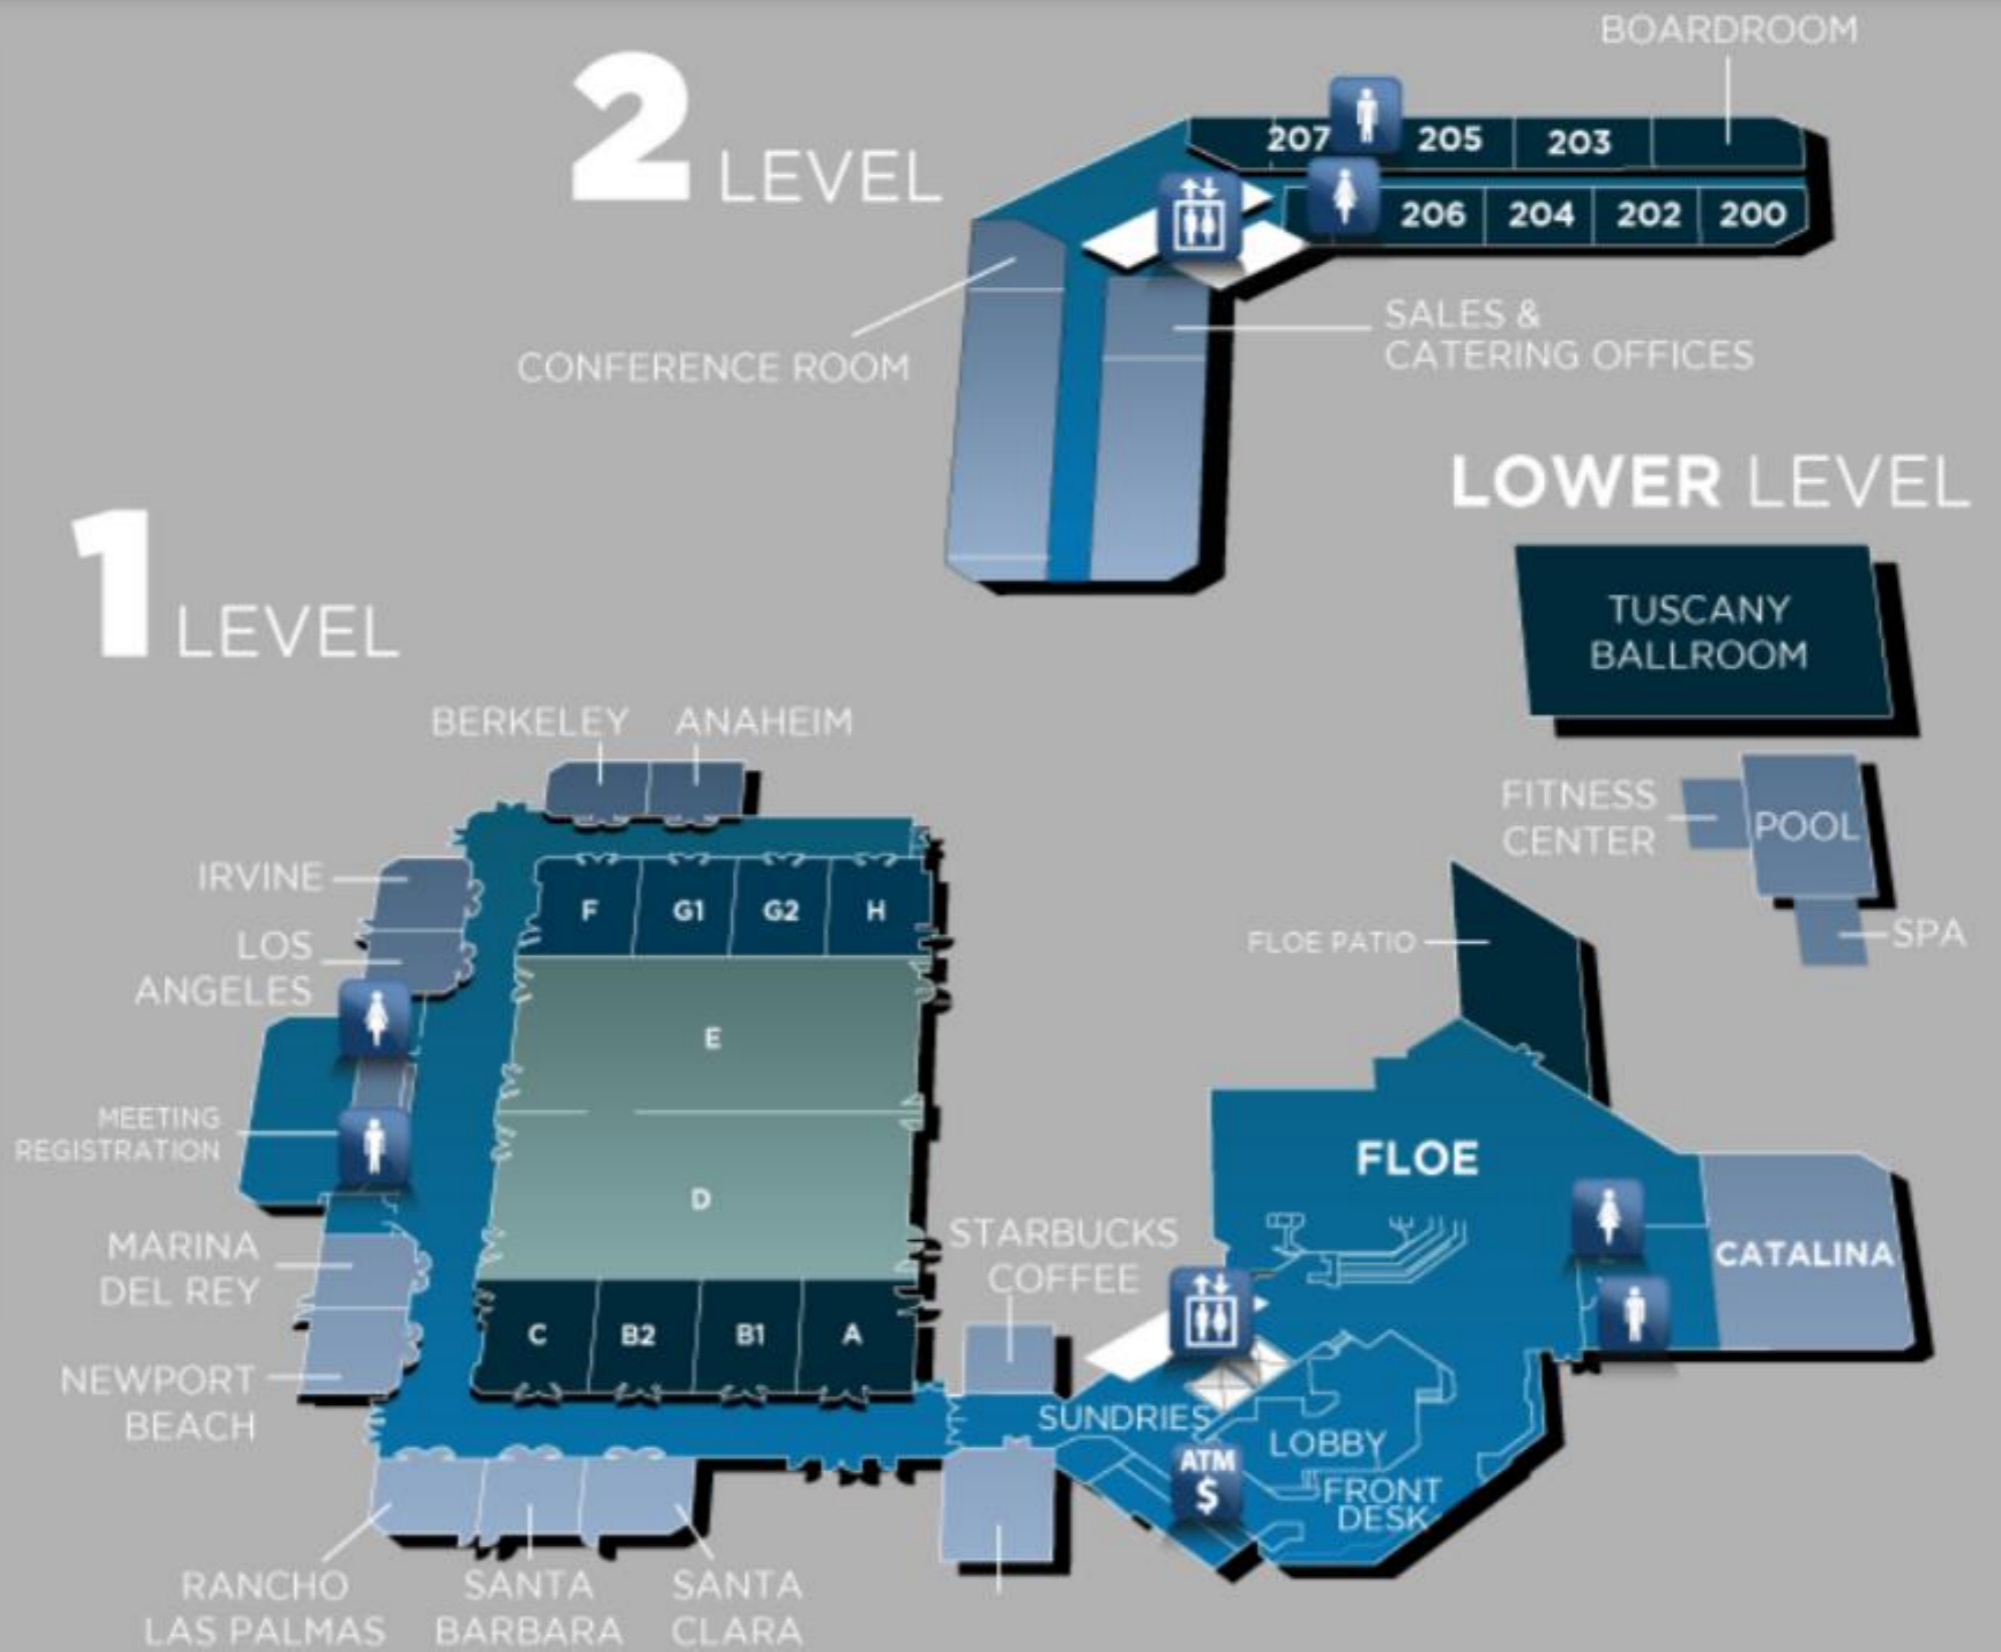 BOARDROOM
2 LEVEL
207
205
203
206
204
202
200
CONFERENCE ROOM
SALES &
CATERING OFFICES
LOWER LEVEL
TUSCANY
BALLROOM
FITNESS
CENTER
POOL
SPA
1 LEVEL
BERKELEY
ANAHEIM
IRVINE
LOS
ANGELES
MEETING
REGISTRATION
MARINA
DEL REY
NEWPORT
BEACH
RANCHO
LAS PALMAS
SANTA
BARBARA
SANTA
CLARA
F
G1
G2
H
E
D
C
B2
B1
A
STARBUCKS
COFFEE
FLOE PATIO
FLOE
CATALINA
SUNDRIES
LOBBY
ATM
$
FRONT
DESK